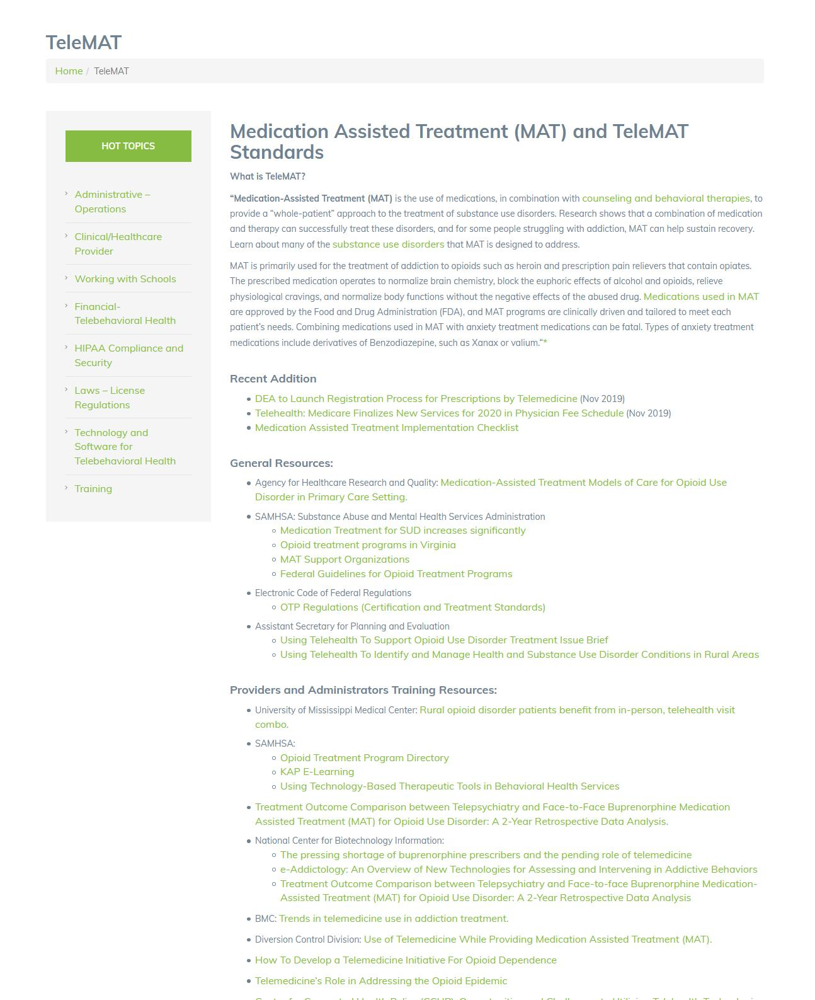 TeleMAT
Home / TeleMAT
HOT TOPICS
Administrative –
Operations
Clinical/Healthcare
Provider
Working with Schools
Financial-
Telebehavioral Health
HIPAA Compliance and
Security
Laws – License
Regulations
Technology and
Software for
Telebehavioral Health
Training
Medication Assisted Treatment (MAT) and TeleMAT
Standards
What is TeleMAT?
“Medication-Assisted Treatment (MAT) is the use of medications, in combination with counseling and behavioral therapies, to
provide a “whole-patient” approach to the treatment of substance use disorders. Research shows that a combination of medication
and therapy can successfully treat these disorders, and for some people struggling with addiction, MAT can help sustain recovery.
Learn about many of the substance use disorders that MAT is designed to address.
MAT is primarily used for the treatment of addiction to opioids such as heroin and prescription pain relievers that contain opiates.
The prescribed medication operates to normalize brain chemistry, block the euphoric effects of alcohol and opioids, relieve
physiological cravings, and normalize body functions without the negative effects of the abused drug. Medications used in MAT
are approved by the Food and Drug Administration (FDA), and MAT programs are clinically driven and tailored to meet each
patient’s needs. Combining medications used in MAT with anxiety treatment medications can be fatal. Types of anxiety treatment
medications include derivatives of Benzodiazepine, such as Xanax or valium.“*
Recent Addition
• DEA to Launch Registration Process for Prescriptions by Telemedicine (Nov 2019)
• Telehealth: Medicare Finalizes New Services for 2020 in Physician Fee Schedule (Nov 2019)
• Medication Assisted Treatment Implementation Checklist
General Resources:
• Agency for Healthcare Research and Quality: Medication-Assisted Treatment Models of Care for Opioid Use
Disorder in Primary Care Setting.
• SAMHSA: Substance Abuse and Mental Health Services Administration
Medication Treatment for SUD increases significantly
Opioid treatment programs in Virginia
MAT Support Organizations
Federal Guidelines for Opioid Treatment Programs
• Electronic Code of Federal Regulations
OTP Regulations (Certification and Treatment Standards)
• Assistant Secretary for Planning and Evaluation
Using Telehealth To Support Opioid Use Disorder Treatment Issue Brief
Using Telehealth To Identify and Manage Health and Substance Use Disorder Conditions in Rural Areas
Providers and Administrators Training Resources:
• University of Mississippi Medical Center: Rural opioid disorder patients benefit from in-person, telehealth visit
combo.
• SAMHSA:
Opioid Treatment Program Directory
KAP E-Learning
Using Technology-Based Therapeutic Tools in Behavioral Health Services
• Treatment Outcome Comparison between Telepsychiatry and Face-to-Face Buprenorphine Medication
Assisted Treatment (MAT) for Opioid Use Disorder: A 2-Year Retrospective Data Analysis.
• National Center for Biotechnology Information:
The pressing shortage of buprenorphine prescribers and the pending role of telemedicine
e-Addictology: An Overview of New Technologies for Assessing and Intervening in Addictive Behaviors
Treatment Outcome Comparison between Telepsychiatry and Face-to-face Buprenorphine Medication-
Assisted Treatment (MAT) for Opioid Use Disorder: A 2-Year Retrospective Data Analysis
• BMC: Trends in telemedicine use in addiction treatment.
• Diversion Control Division: Use of Telemedicine While Providing Medication Assisted Treatment (MAT).
• How To Develop a Telemedicine Initiative For Opioid Dependence
• Telemedicine’s Role in Addressing the Opioid Epidemic